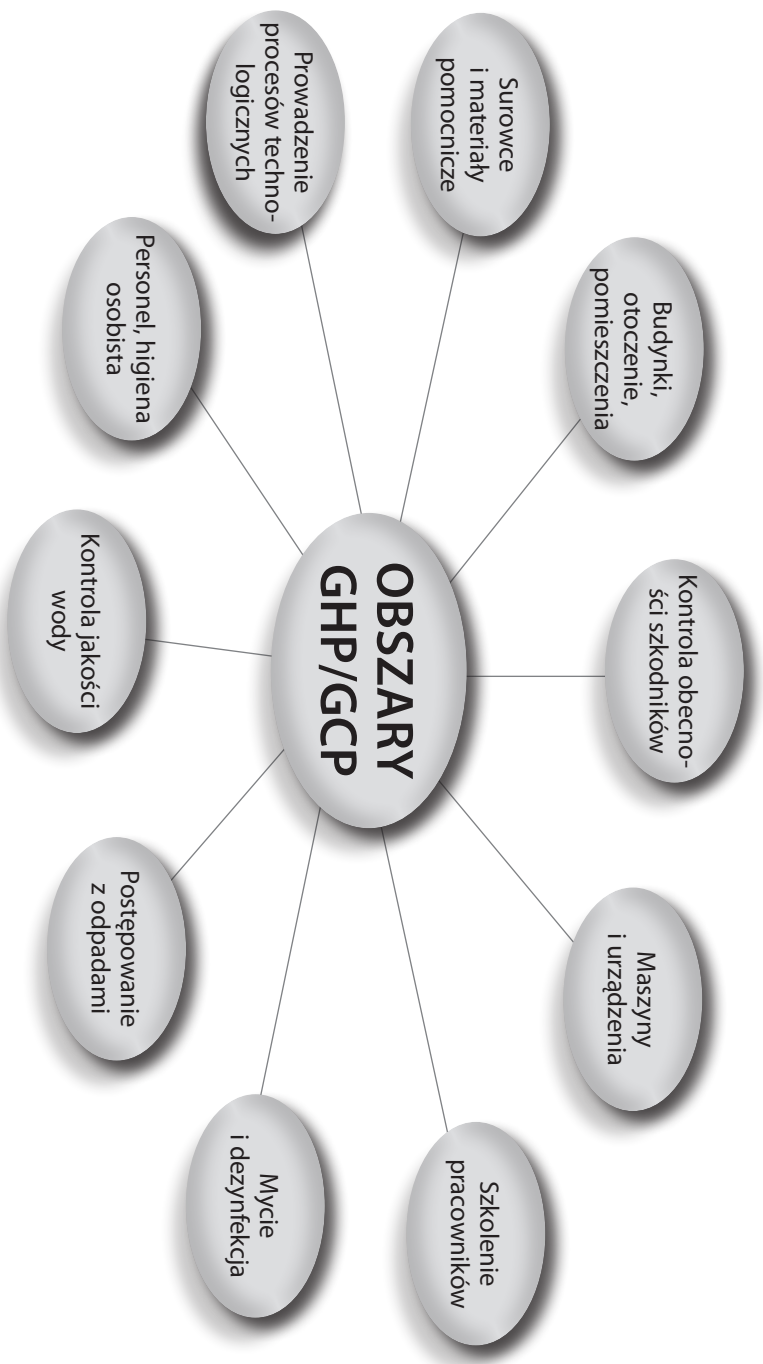 Surowce
i materiały
pomocnicze
Budynki,
otoczenie,
pomieszczenia
Kontrola obecno-
ści szkodników
Maszyny
i urządzenia
Szkolenie
pracowników
OBSZARY
GHP/GCP
Prowadzenie
procesów techno-
logicznych
Personel, higiena
osobista
Kontrola jakości
wody
Postępowanie
z odpadami
Mycie
i dezynfekcja